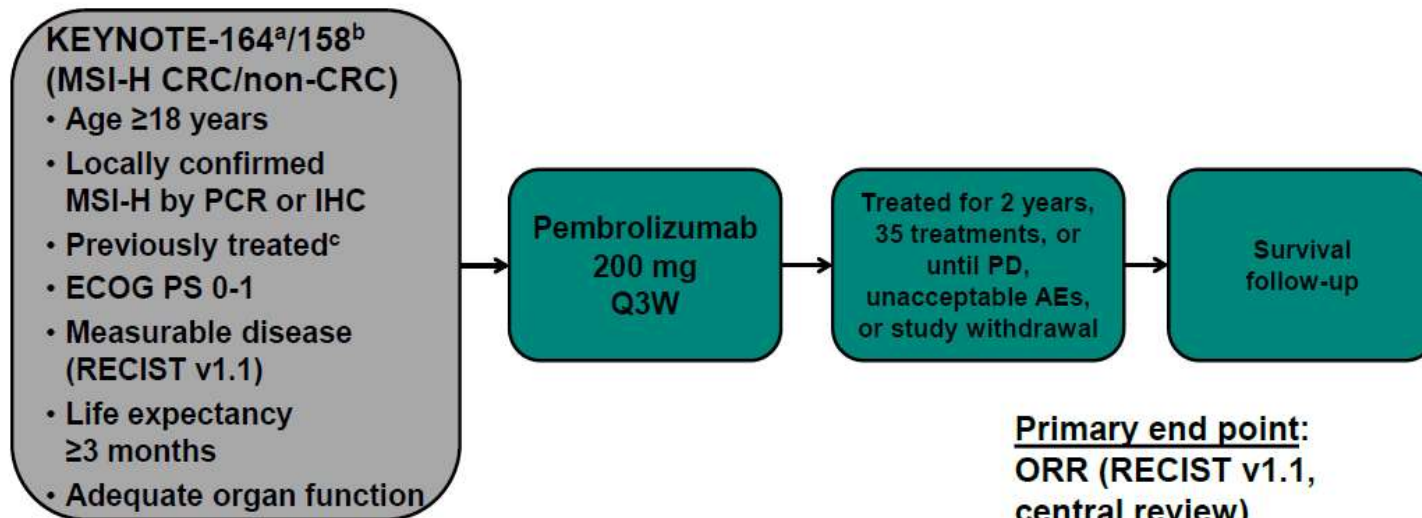 KEYNOTE-164ᵃ/158ᵇ
(MSI-H CRC/non-CRC)
• Age ≥18 years
• Locally confirmed
MSI-H by PCR or IHC
• Previously treatedᶜ
• ECOG PS 0-1
• Measurable disease
(RECIST v1.1)
• Life expectancy
≥3 months
• Adequate organ function
Pembrolizumab
200 mg
Q3W
Treated for 2 years,
35 treatments, or
until PD,
unacceptable AEs,
or study withdrawal
Survival
follow-up
Primary end point:
ORR (RECIST v1.1,
central review)